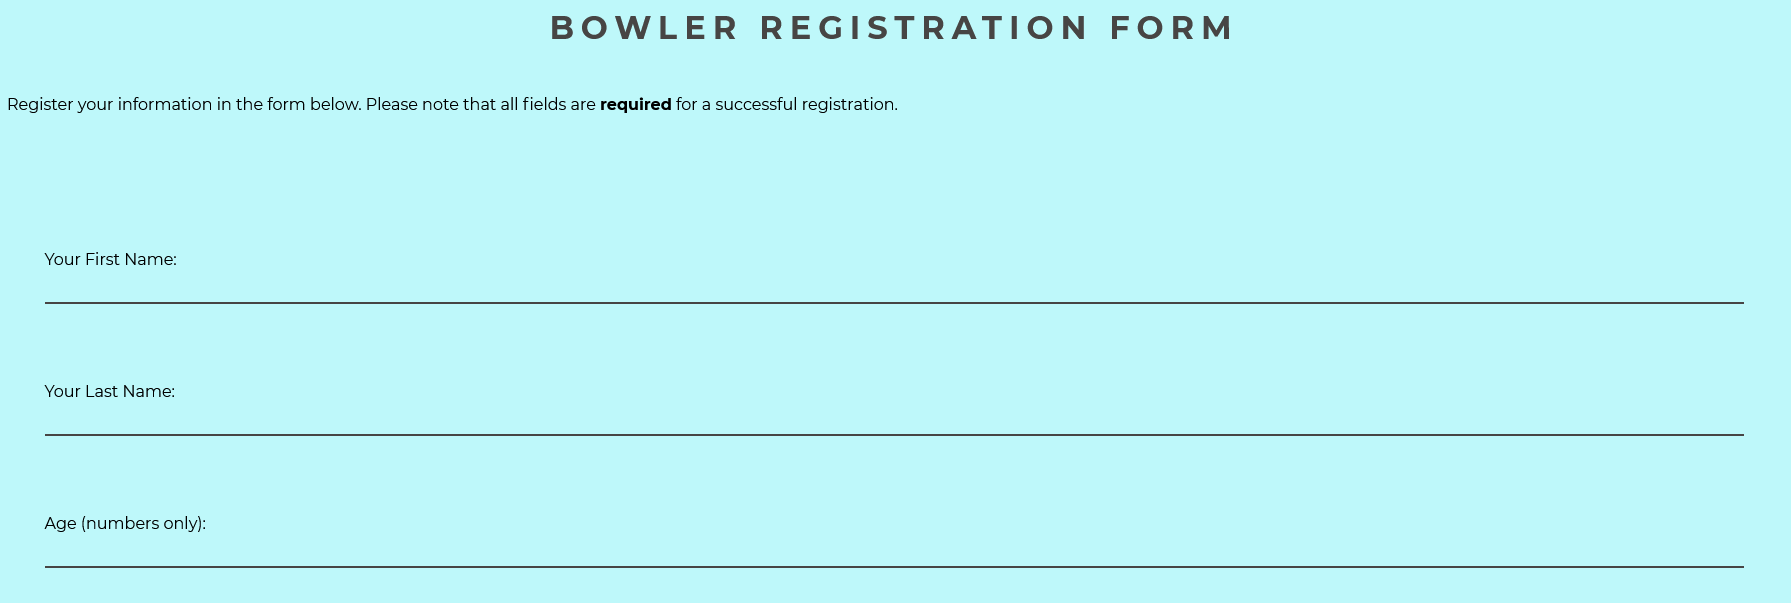 BOWLER REGISTRATION FORM
Register your information in the form below. Please note that all fields are required for a successful registration.
Your First Name:
Your Last Name:
Age (numbers only):